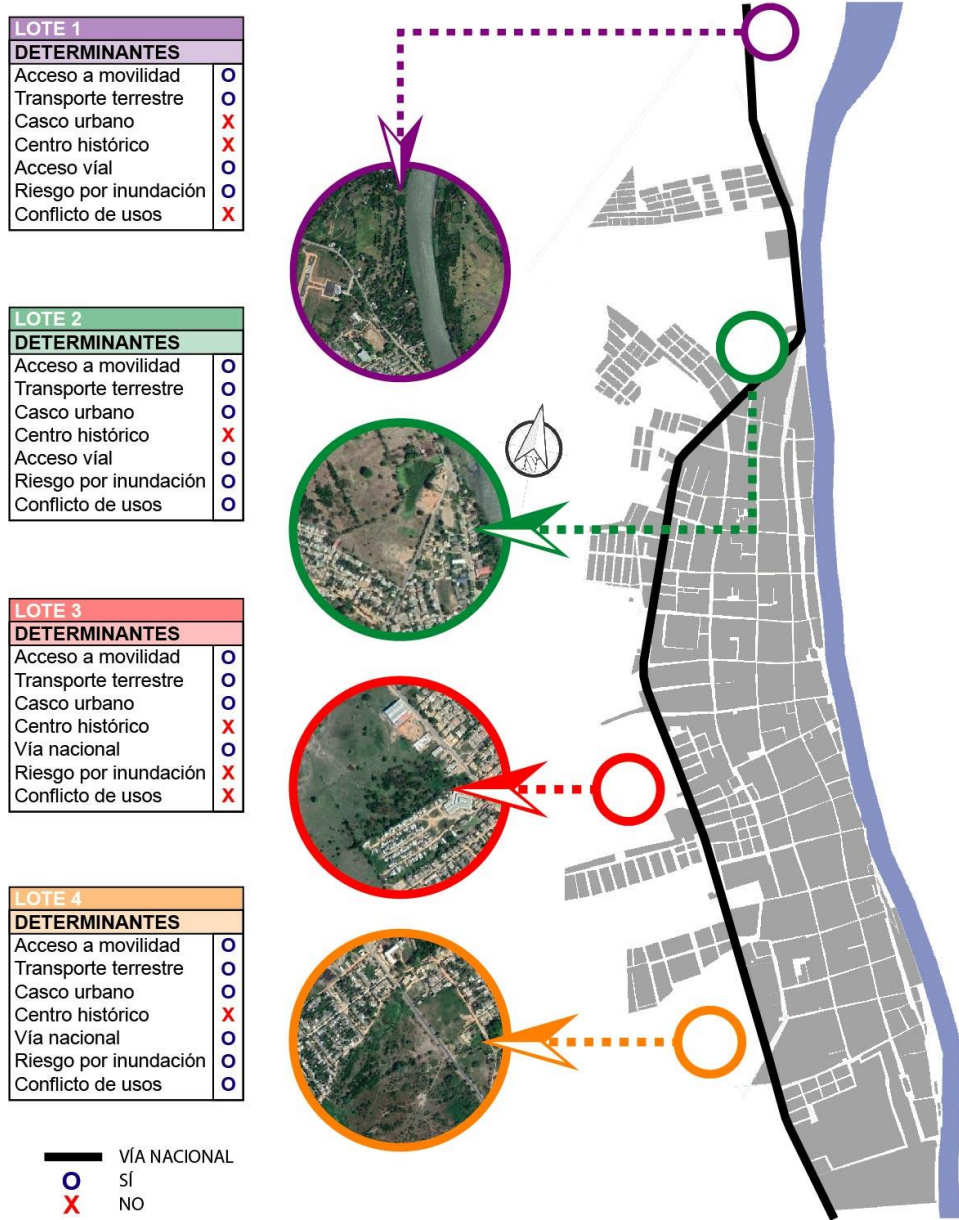 LOTE 1
DETERMINANTES
Acceso a movilidad O
Transporte terrestre O
Casco urbano X
Centro histórico X
Acceso víal O
Riesgo por inundación O
Conflicto de usos X
LOTE 2
DETERMINANTES
Acceso a movilidad O
Transporte terrestre O
Casco urbano O
Centro histórico X
Acceso víal O
Riesgo por inundación O
Conflicto de usos O
LOTE 3
DETERMINANTES
Acceso a movilidad O
Transporte terrestre O
Casco urbano O
Centro histórico X
Vía nacional O
Riesgo por inundación X
Conflicto de usos X
LOTE 4
DETERMINANTES
Acceso a movilidad O
Transporte terrestre O
Casco urbano O
Centro histórico X
Vía nacional O
Riesgo por inundación O
Conflicto de usos O
VÍA NACIONAL
O SÍ
X NO
N